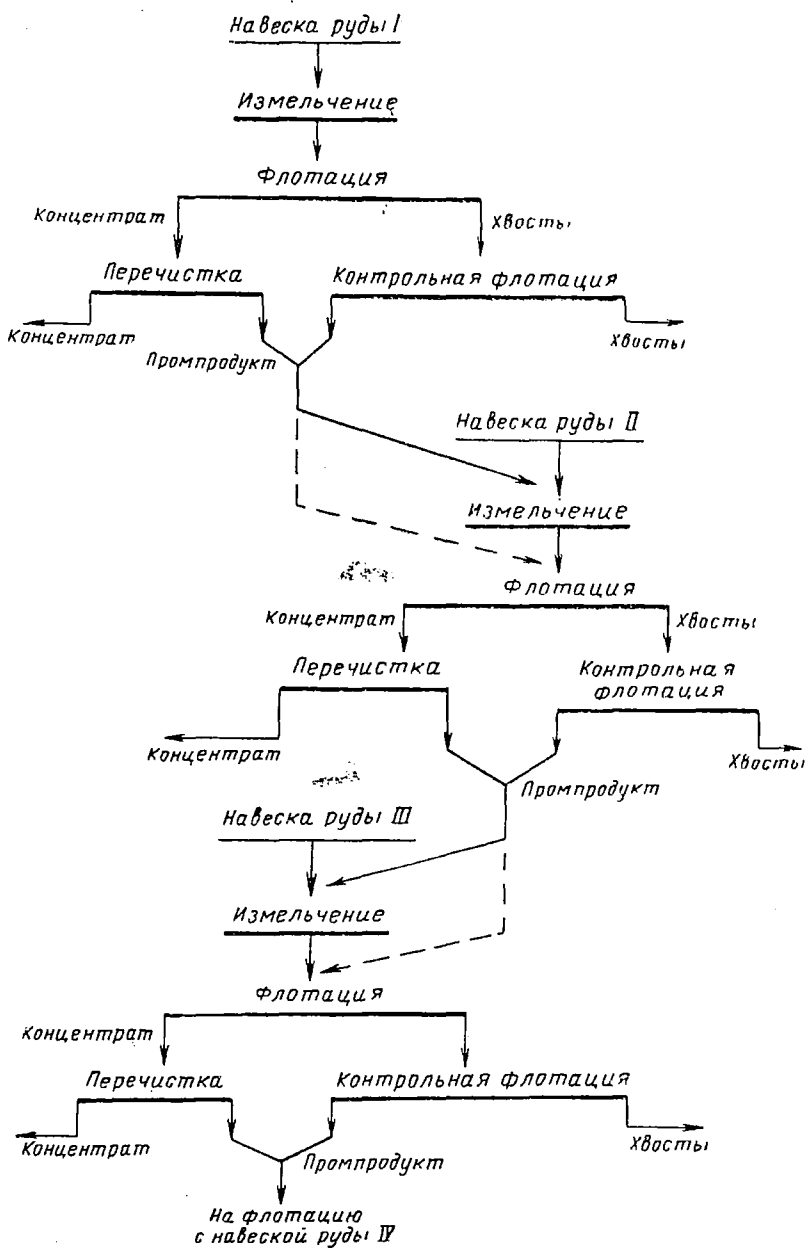 Навеска руды I
Измельчение
Флотация
Концентрат
Хвосты
Перечистка
Контрольная флотация
Концентрат
Промпродукт
Хвосты
Навеска руды II
Измельчение
Флотация
Концентрат
Хвосты
Перечистка
Контрольная
флотация
Концентрат
Хвосты
Промпродукт
Навеска руды III
Измельчение
Флотация
Концентрат
Перечистка
Контрольная флотация
Концентрат
Промпродукт
Хвосты
На флотацию
с навеской руды IV